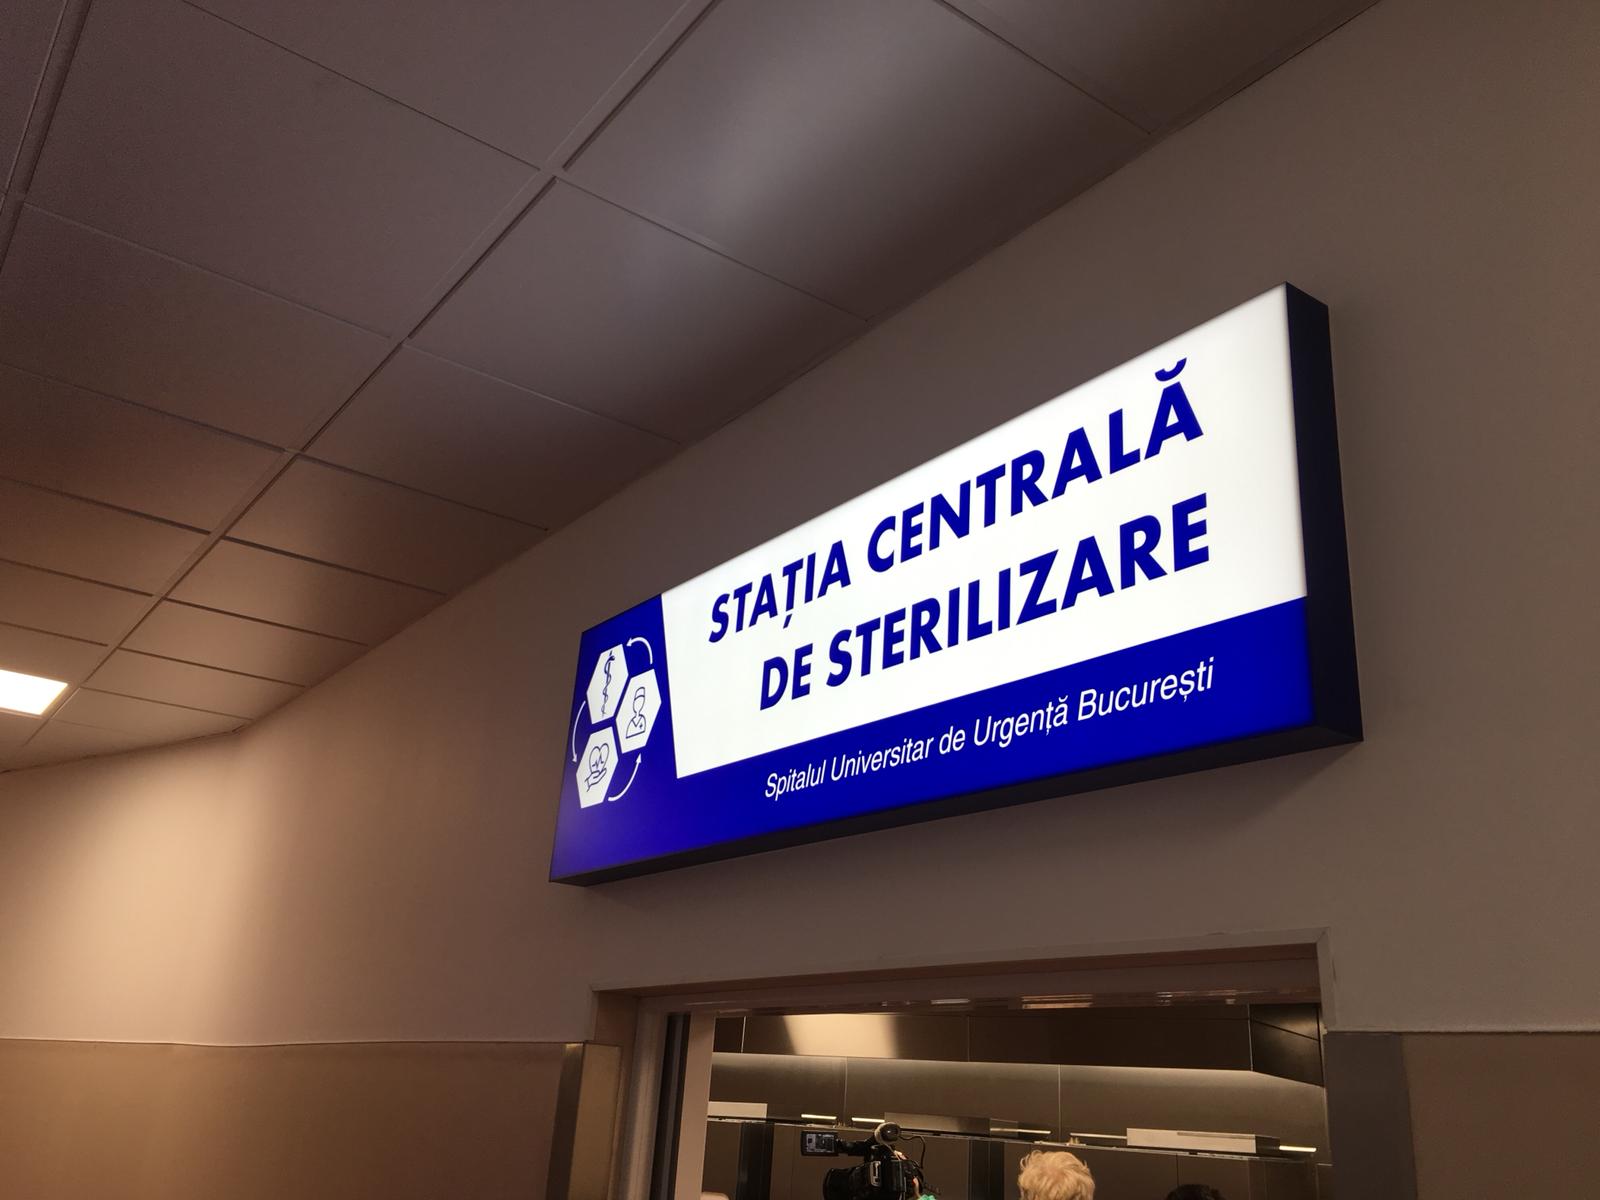 STAȚIA CENTRALĂ
DE STERILIZARE
Spitalul Universitar de Urgență București